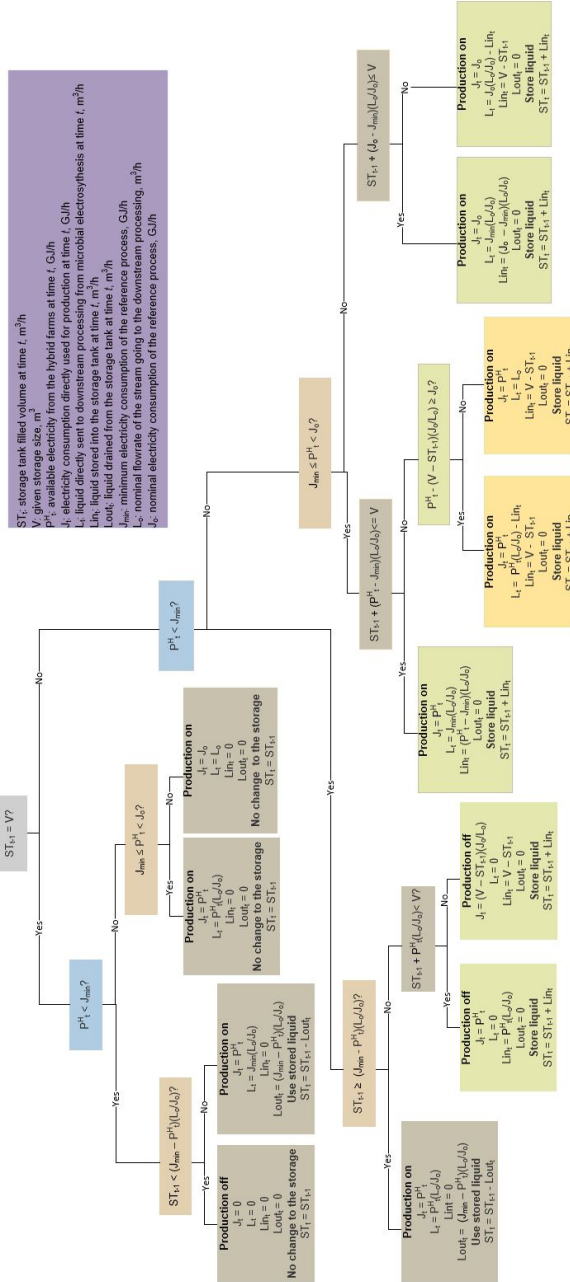 ST_t-1 = V?
Yes
No
P^H_t < J_min?
P^H_t < J_min?
Yes
No
ST_t-1 < (J_min – P^H_t)(L_o/J_o)?
Yes
No
Production off
J_t = 0
L_t = 0
Lin_t = 0
Lout_t = 0
No change to the storage
ST_t = ST_t-1
Production on
J_t = P^H_t
L_t = J_min(L_o/J_o)
Lin_t = 0
Lout_t = (J_min – P^H_t)(L_o/J_o)
Use stored liquid
ST_t = ST_t-1 - Lout_t
J_min ≤ P^H_t < J_o?
Yes
No
Production on
J_t = P^H_t
L_t = P^H_t(L_o/J_o)
Lin_t = 0
Lout_t = 0
No change to the storage
ST_t = ST_t-1
Production on
J_t = J_o
L_t = L_o
Lin_t = 0
Lout_t = 0
No change to the storage
ST_t = ST_t-1
ST_t: storage tank filled volume at time t, m³/h
V: given storage size, m³
P^H_t: available electricity from the hybrid farms at time t, GJ/h
J_t: electricity consumption directly used for production at time t, GJ/h
L_t: liquid directly sent to downstream processing from microbial electrosythesis at time t, m³/h
Lin_t: liquid stored into the storage tank at time t, m³/h
Lout_t: liquid drained from the storage tank at time t, m³/h
J_min: minimum electricity consumption of the reference process, GJ/h
L_o: nominal flowrate of the stream going to the downstream processing, m³/h
J_o: nominal electricity consumption of the reference process, GJ/h
Yes
No
ST_t-1 ≥ (J_min - P^H_t)(L_o/J_o)?
Yes
No
Production on
J_t = P^H_t
L_t = P^H_t(L_o/J_o)
Lint = 0
Lout_t = (J_min – P^H_t)(L_o/J_o)
Use stored liquid
ST_t = ST_t-1 - Lout_t
ST_t-1 + P^H_t(L_o/J_o)< V?
Yes
No
Production off
J_t = P^H_t
L_t = 0
Lin_t = P^H_t(L_o/J_o)
Lout_t = 0
Store liquid
ST_t = ST_t-1 + Lin_t
Production off
J_t = (V – ST_t-1)(J_o/L_o)
L_t = 0
Lin_t = V – ST_t-1
Lout_t = 0
Store liquid
ST_t = ST_t-1 + Lin_t
J_min ≤ P^H_t < J_o?
Yes
No
ST_t-1 + (P^H_t - J_min)(L_o/J_o)<= V
Yes
No
Production on
J_t = P^H_t
L_t = J_min(L_o/J_o)
Lin_t = (P^H_t – J_min)(L_o/J_o)
Lout_t = 0
Store liquid
ST_t = ST_t-1 + Lin_t
P^H_t - (V – ST_t-1)(J_o/L_o) ≥ J_o?
Yes
No
Production on
J_t = P^H_t
L_t = P^H_t(L_o/J_o) - Lin_t
Lin_t = V - ST_t-1
Lout_t = 0
Store liquid
ST_t = ST_t-1 + Lin
Production on
J_t = P^H_t
L_t = L_o
Lin_t = V - ST_t-1
Lout_t = 0
Store liquid
ST_t = ST_t-1 + Lin
ST_t-1 + (J_o - J_min)(L_o/J_o)≤ V
Yes
No
Production on
J_t = J_o
L_t = J_min(L_o/J_o)
Lin_t = (J_o – J_min)(L_o/J_o)
Lout_t = 0
Store liquid
ST_t = ST_t-1 + Lin_t
Production on
J_t = J_o
L_t = J_o(L_o/J_o) - Lin_t
Lin_t = V - ST_t-1
Lout_t = 0
Store liquid
ST_t = ST_t-1 + Lin_t